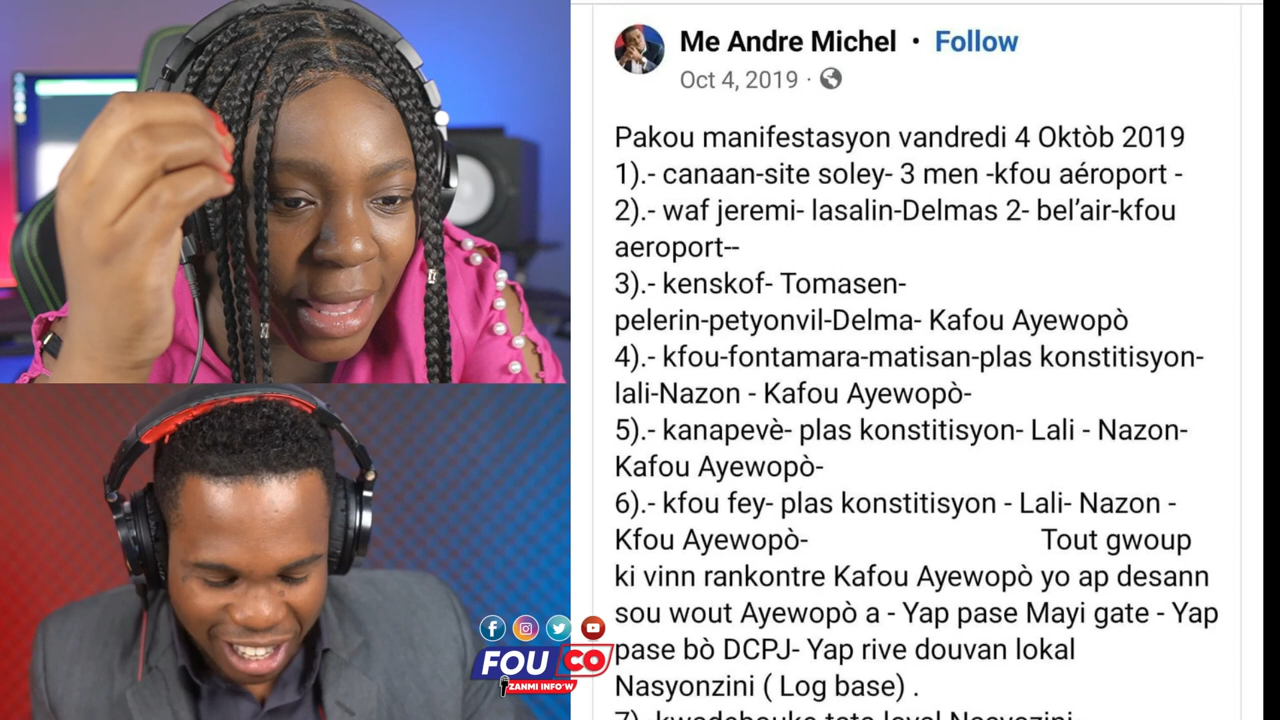 Me Andre Michel • Follow
Oct 4, 2019 ·
Pakou manifestasyon vandredi 4 Oktòb 2019
1).- canaan-site soley- 3 men -kfou aéroport -
2).- waf jeremi- lasalin-Delmas 2- bel’air-kfou
aeroport--
3).- kenskof- Tomasen-
pelerin-petyonvil-Delma- Kafou Ayewopò
4).- kfou-fontamara-matisan-plas konstitisyon-
lali-Nazon - Kafou Ayewopò-
5).- kanapevè- plas konstitisyon- Lali - Nazon-
Kafou Ayewopò-
6).- kfou fey- plas konstitisyon - Lali- Nazon -
Kfou Ayewopò- Tout gwoup
ki vinn rankontre Kafou Ayewopò yo ap desann
sou wout Ayewopò a - Yap pase Mayi gate - Yap
pase bò DCPJ- Yap rive douvan lokal
Nasyonzini ( Log base) .
FOU CO
ZANMI INFO'W